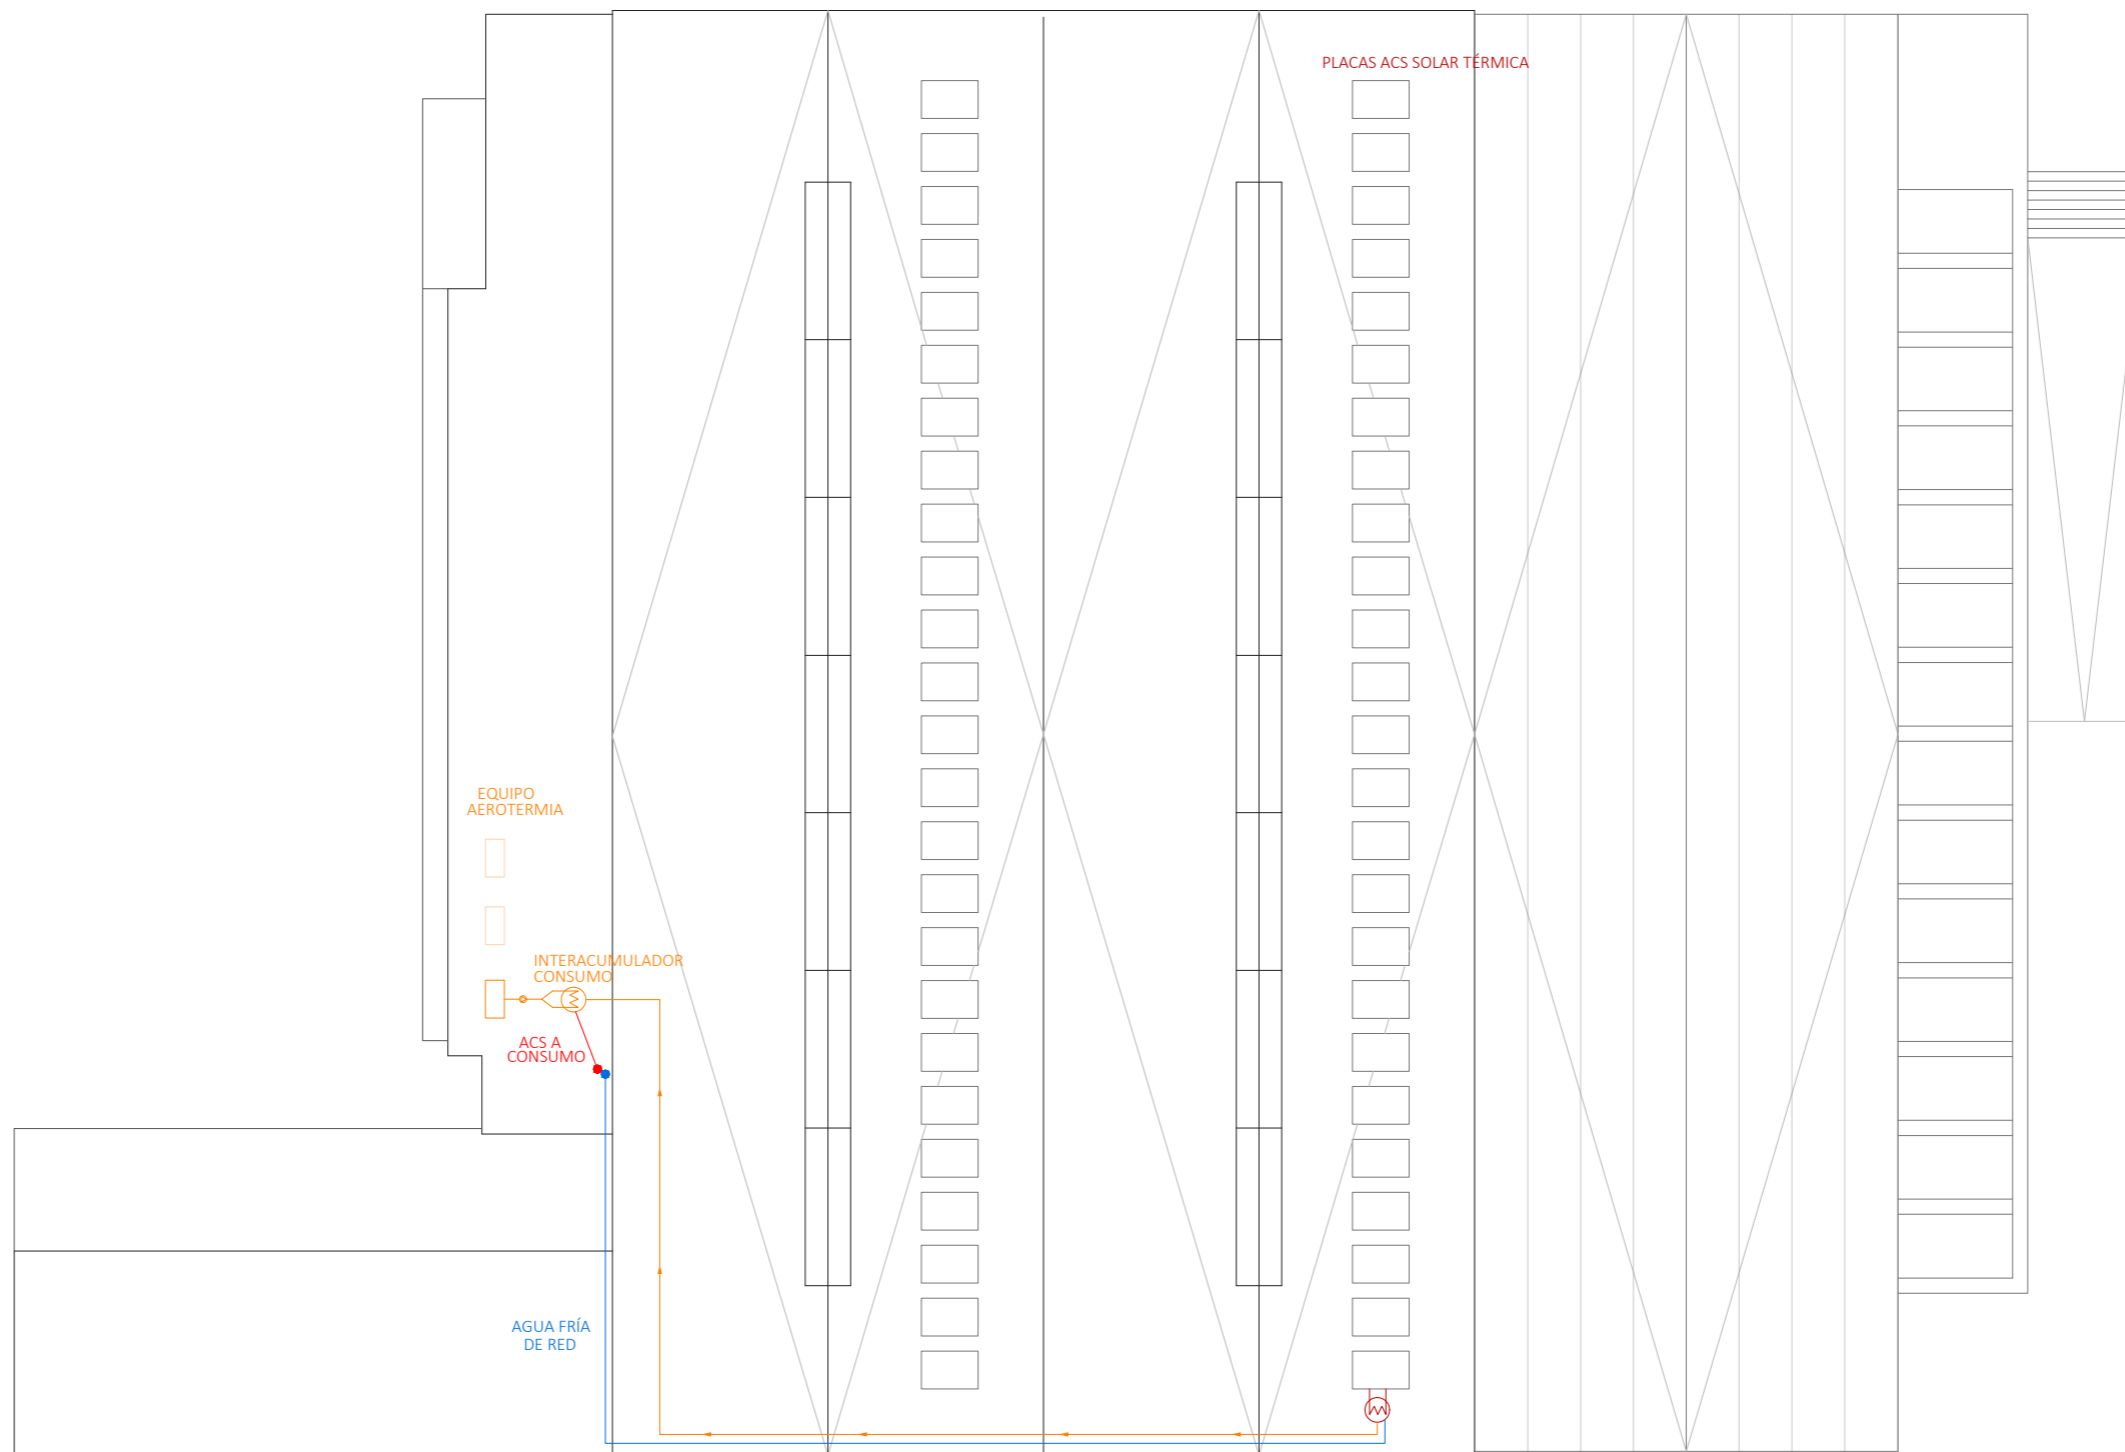 PLACAS ACS SOLAR TÉRMICA
EQUIPO
AEROTERMIA
INTERACUMULADOR
CONSUMO
ACS A
CONSUMO
AGUA FRÍA
DE RED